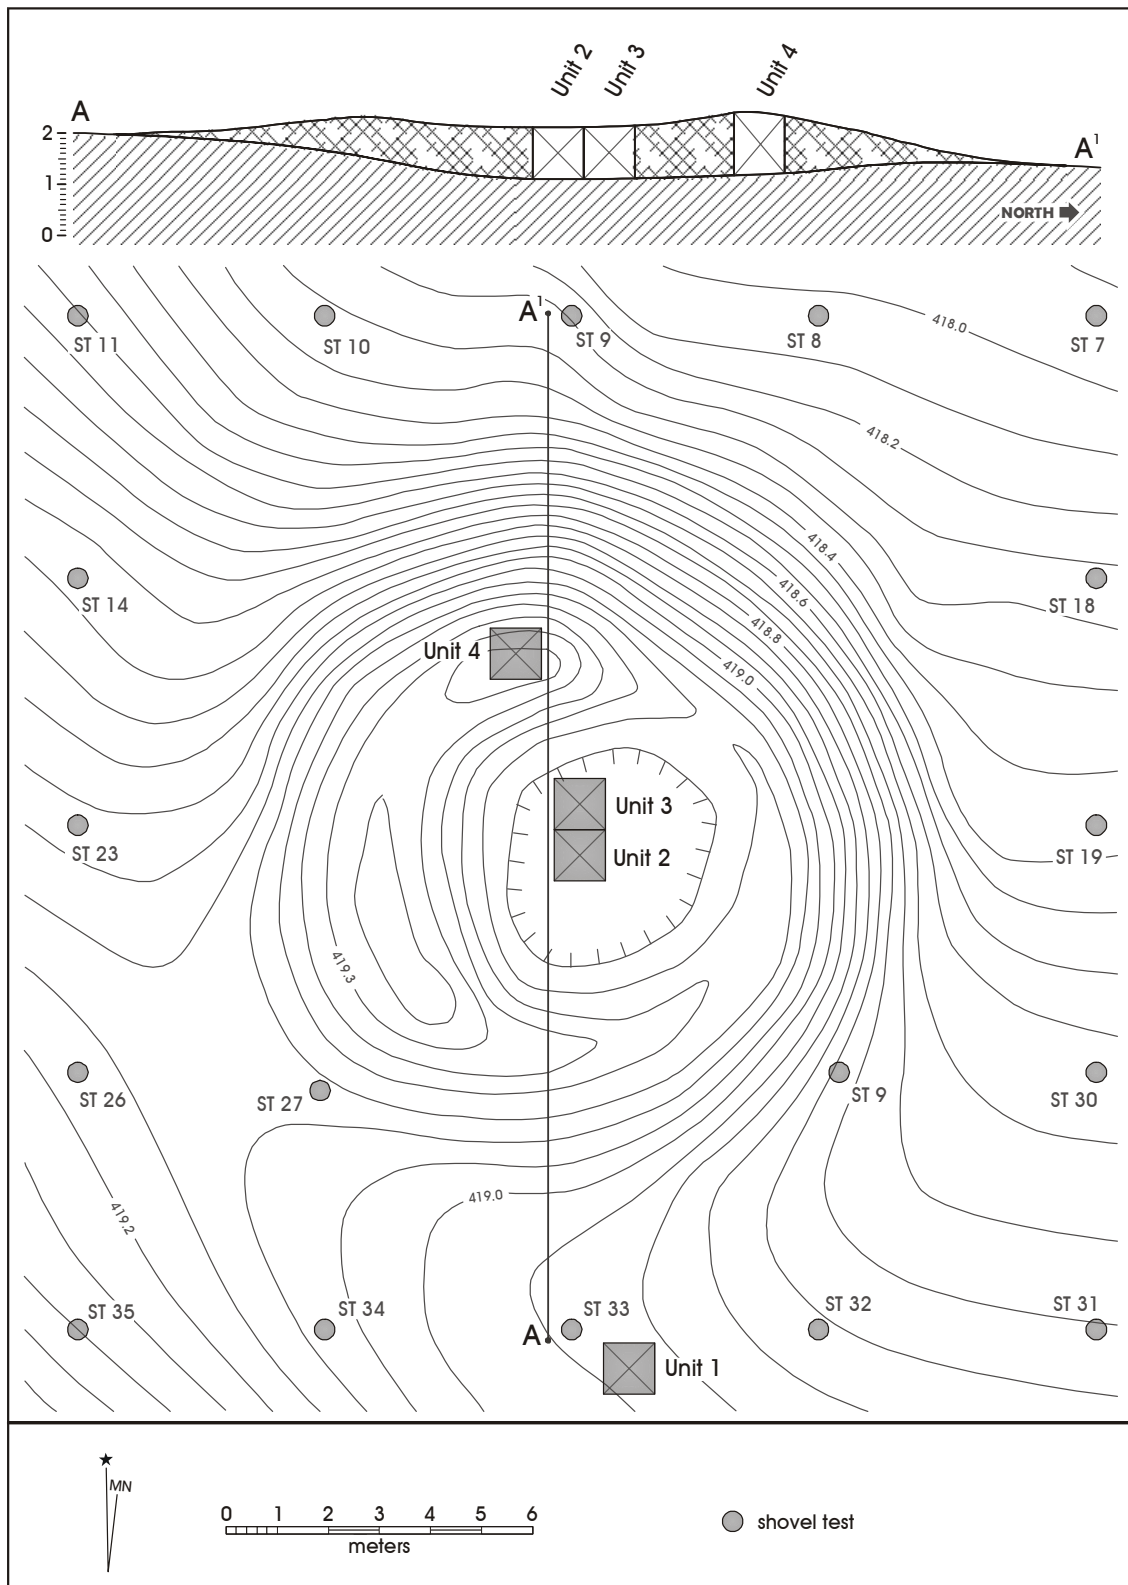 Unit 2
Unit 3
Unit 4
A
2
1
0
A¹
NORTH
A¹
ST 11
ST 10
ST 9
ST 8
ST 7
418.0
418.2
418.4
418.6
418.8
419.0
ST 14
ST 18
Unit 4
Unit 3
Unit 2
ST 23
ST 19
419.3
ST 26
ST 27
ST 9
ST 30
419.2
419.0
ST 35
ST 34
ST 33
ST 32
ST 31
A
Unit 1
MN
0 1 2 3 4 5 6
meters
shovel test